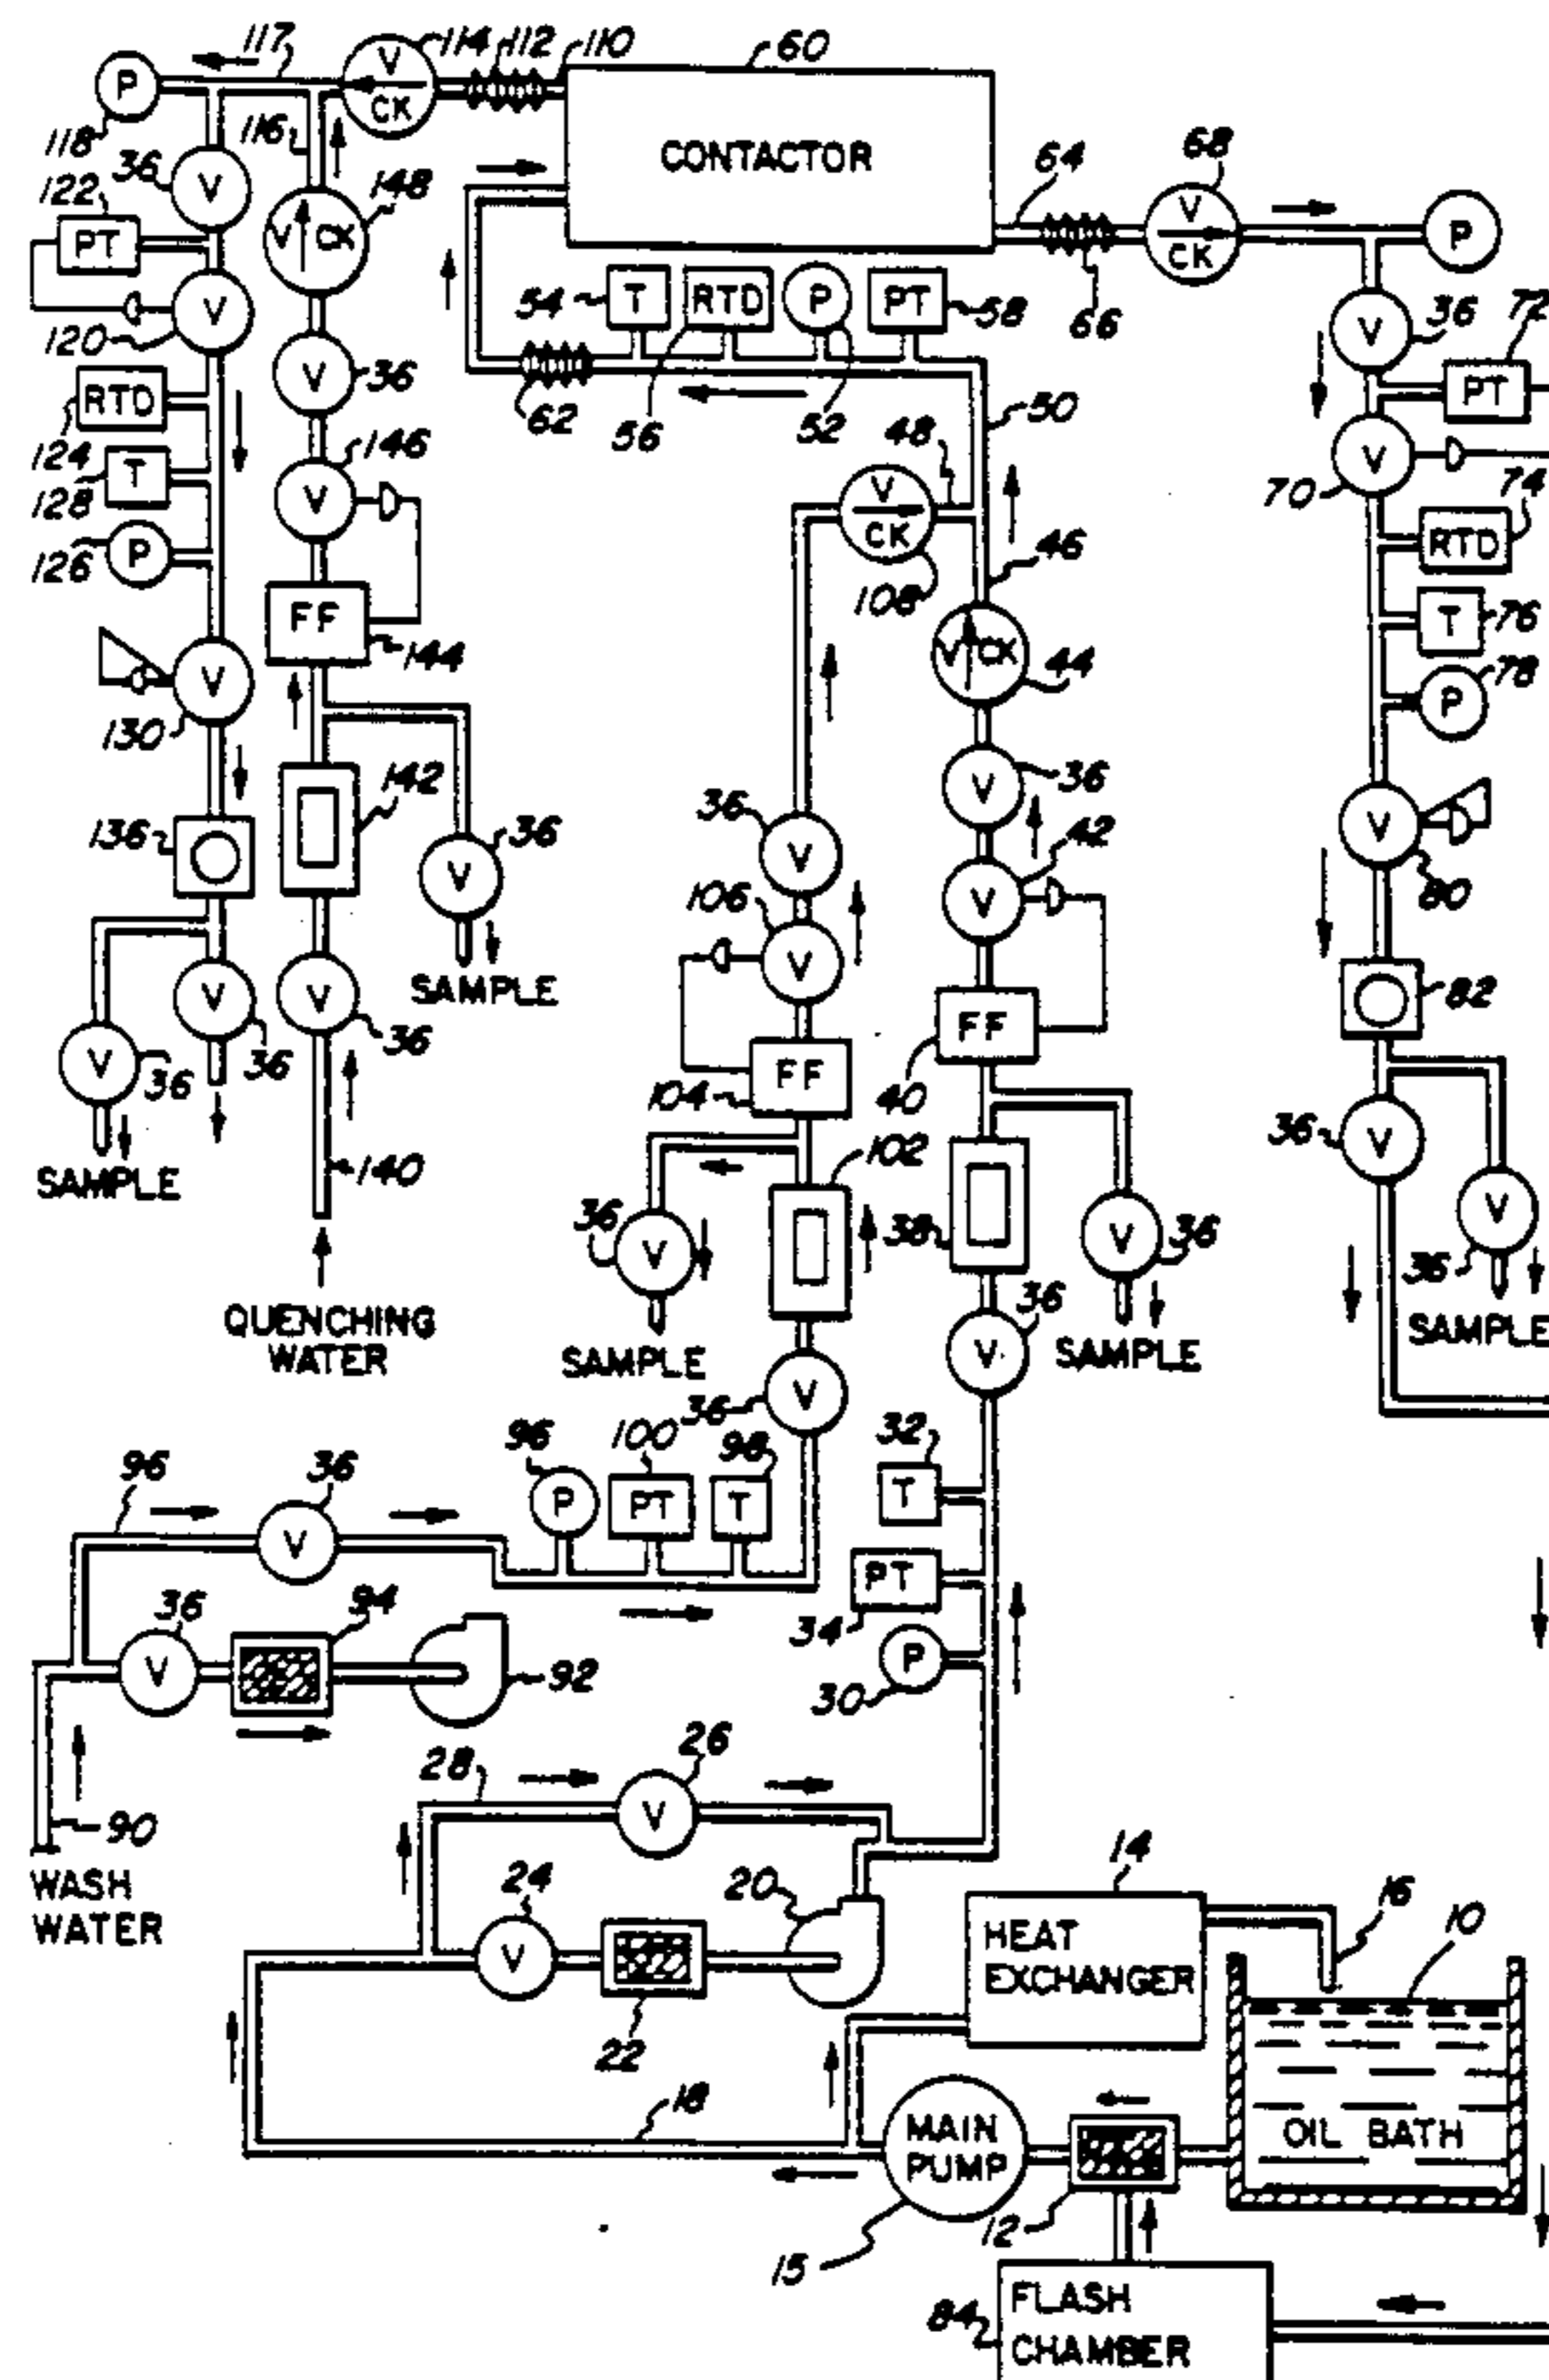 117
114
112
110
60
P
V
CK
118
116
CONTACTOR
64
68
V
CK
P
36
V
148
V CK
122
PT
54
T
RTD
P
PT
58
66
V
36
72
PT
120
V
V
36
62
56
52
50
48
70
V
74
RTD
RTD
124
T
128
146
V
V
CK
108
46
P
126
FF
144
V CK
44
T
76
P
78
V
130
142
36
V
V
36
V
80
136
V
36
106
V
V
42
82
SAMPLE
V
36
V
36
V
36
FF
104
FF
40
SAMPLE
140
102
38
36
V
36
V
V
36
V
36
SAMPLE
QUENCHING
WATER
SAMPLE
V
36
V
36
SAMPLE
96
36
V
96
P
100
PT
98
T
32
T
PT
34
36
V
94
92
P
30
28
26
V
90
WASH
WATER
24
V
22
20
14
HEAT
EXCHANGER
16
10
18
MAIN
PUMP
15
12
OIL BATH
84
FLASH
CHAMBER